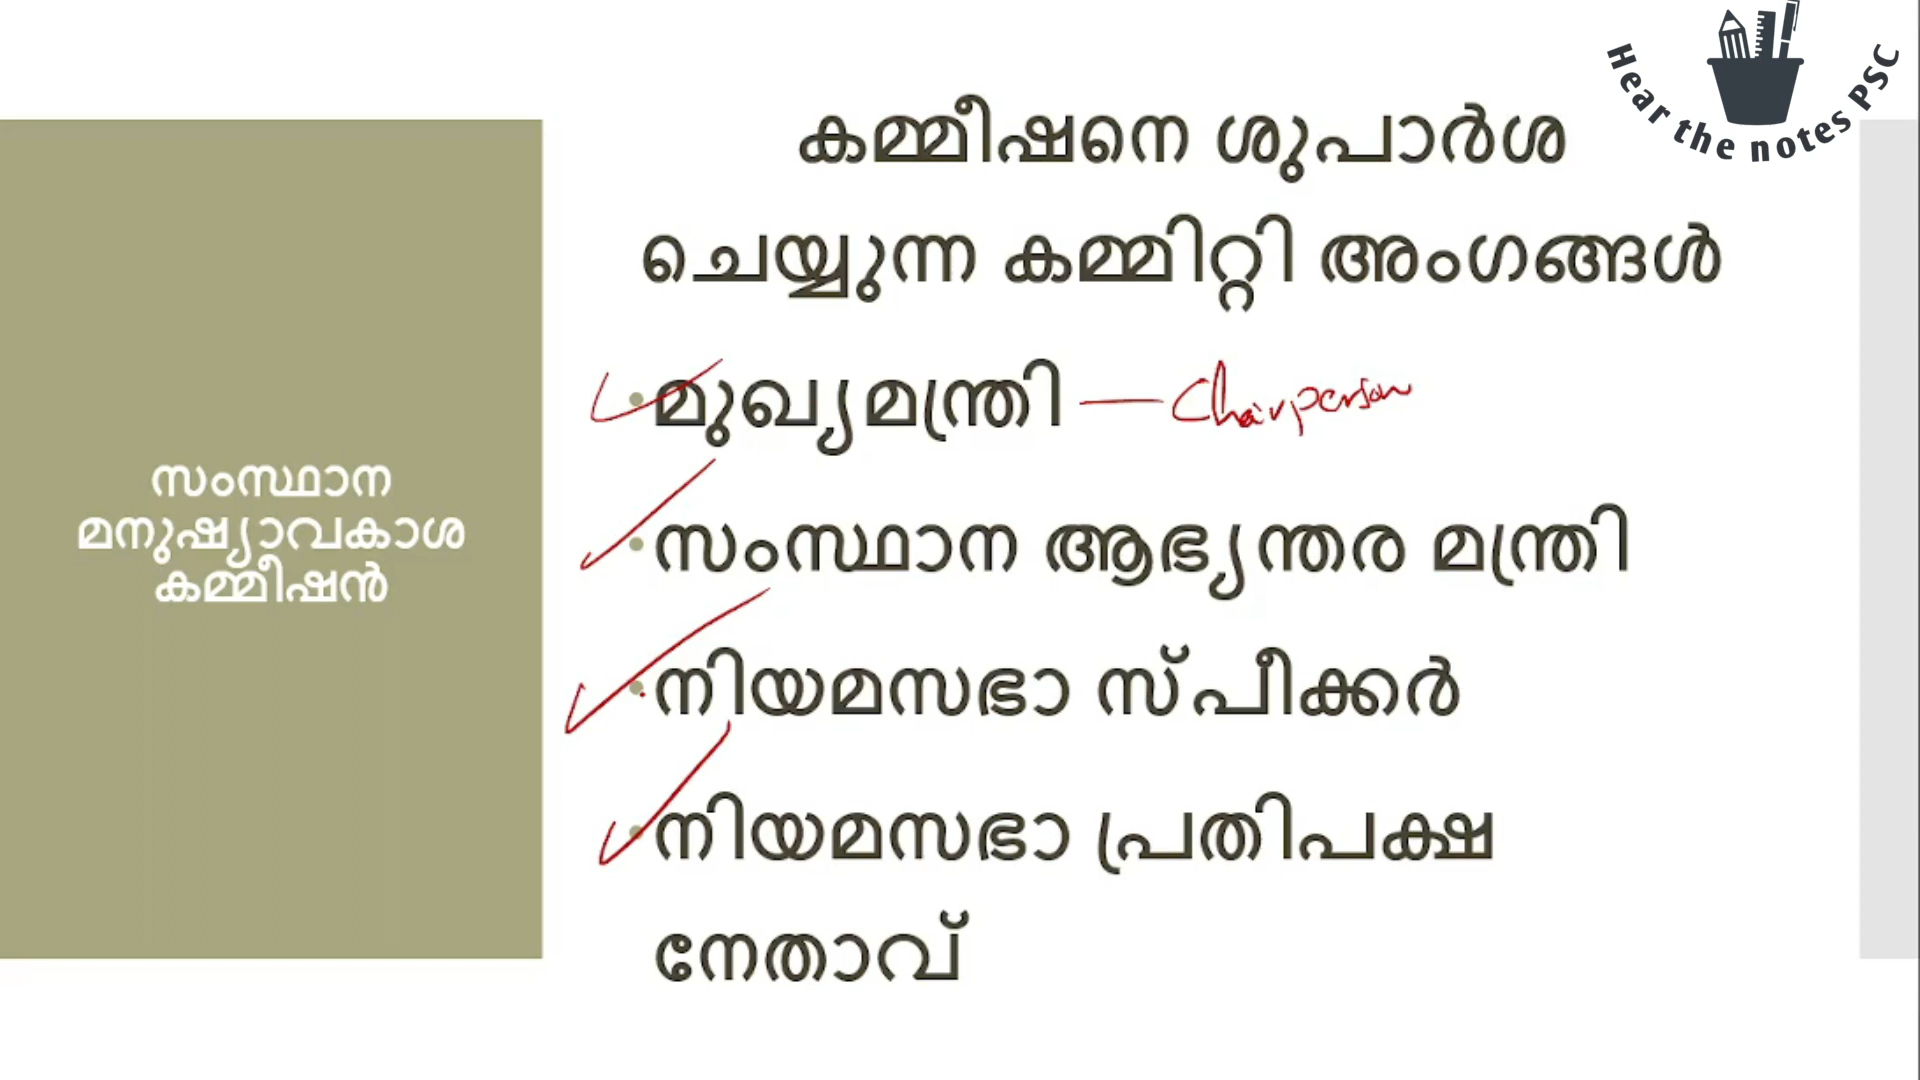 Hear the notes PSC
കമ്മീഷനെ ശുപാർശ
ചെയ്യുന്ന കമ്മിറ്റി അംഗങ്ങൾ
മുഖ്യമന്ത്രി — Chairperson
സംസ്ഥാന ആഭ്യന്തര മന്ത്രി
നിയമസഭാ സ്പീക്കർ
നിയമസഭാ പ്രതിപക്ഷ
നേതാവ്
സംസ്ഥാന
മനുഷ്യാവകാശ
കമ്മീഷൻ